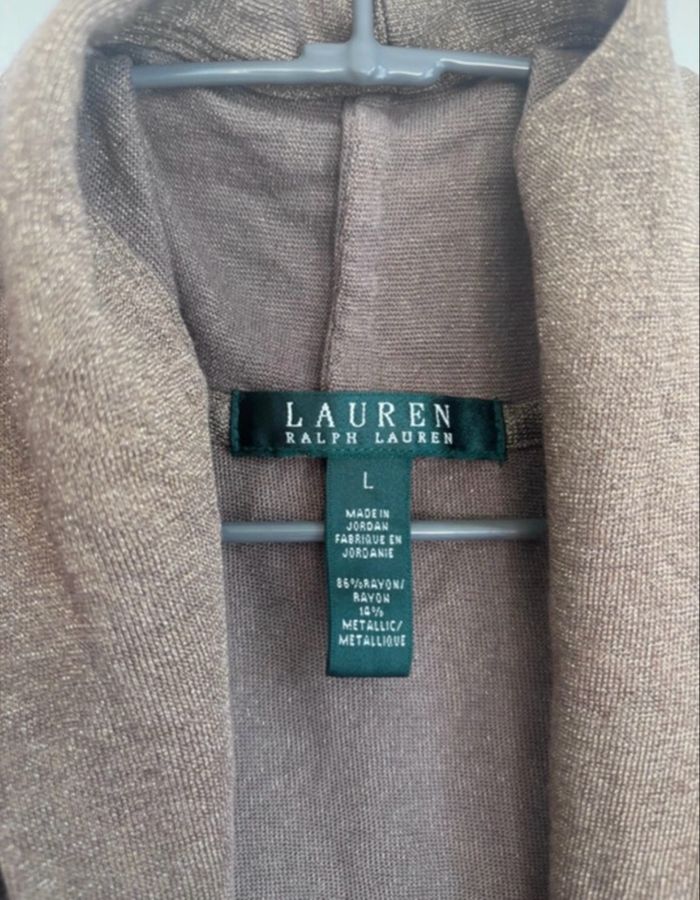 LAUREN
RALPH LAUREN
L
MADE IN
JORDAN
FABRIQUE EN
JORDANIE
86%RAYON/
RAYON
14%
METALLIC/
METALLIQUE